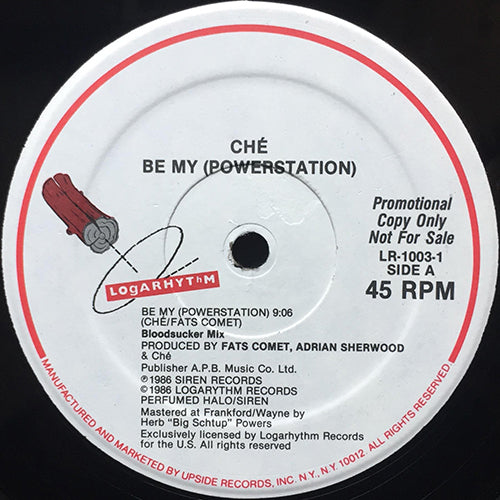 CHÉ
BE MY (POWERSTATION)
Promotional
Copy Only
Not For Sale
LR-1003-1
SIDE A
45 RPM
LOGARHYThM
BE MY (POWERSTATION) 9:06
(CHÉ/FATS COMET)
Bloodsucker Mix
PRODUCED BY FATS COMET, ADRIAN SHERWOOD
& Ché
Publisher A.P.B. Music Co. Ltd.
℗1986 SIREN RECORDS
©1986 LOGARYTHM RECORDS
PERFUMED HALO/SIREN
Mastered at Frankford/Wayne by
Herb "Big Schtup" Powers
Exclusively licensed by Logarhythm Records
for the U.S. All rights reserved
MANUFACTURED AND MARKETED BY UPSIDE RECORDS, INC. N.Y., N.Y. 10012. ALL RIGHTS RESERVED.